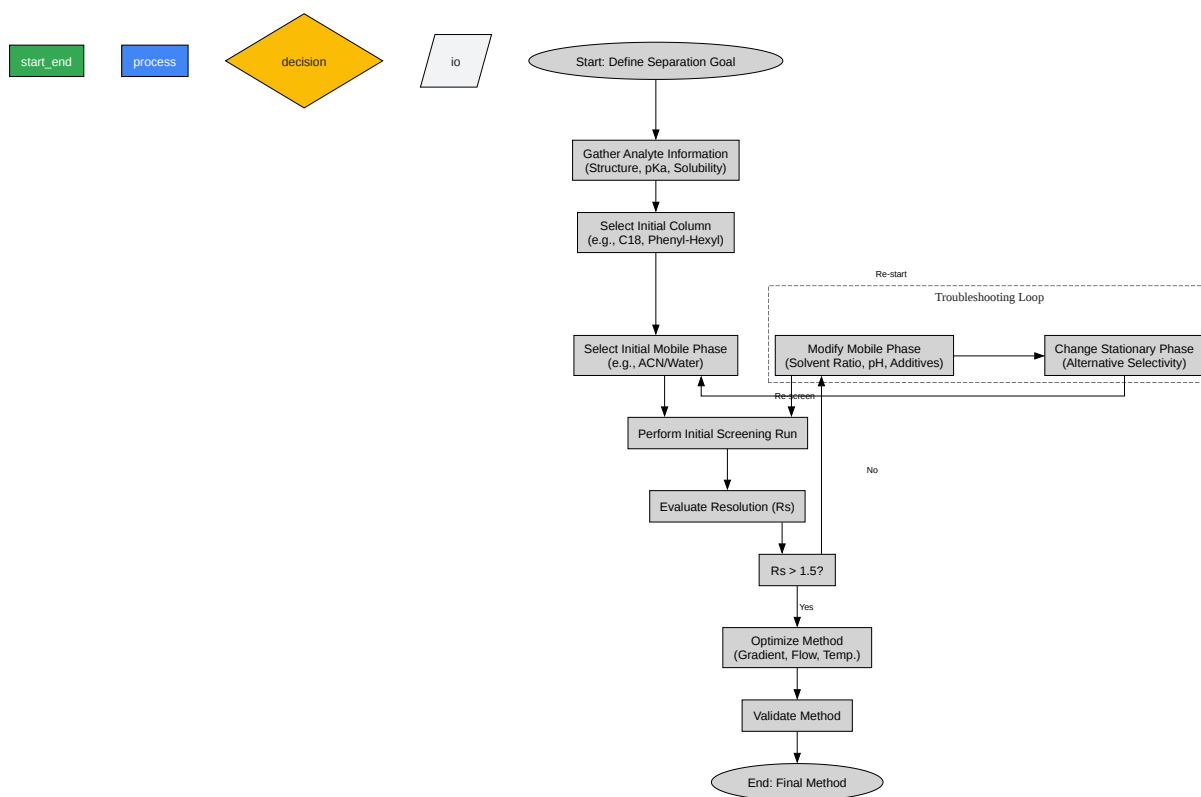 start_end
process
decision
io
Start: Define Separation Goal
Gather Analyte Information
(Structure, pKa, Solubility)
Select Initial Column
(e.g., C18, Phenyl-Hexyl)
Re-start
Troubleshooting Loop
Select Initial Mobile Phase
(e.g., ACN/Water)
Modify Mobile Phase
(Solvent Ratio, pH, Additives)
Change Stationary Phase
(Alternative Selectivity)
Re-screen
Perform Initial Screening Run
No
Evaluate Resolution (Rs)
Rs > 1.5?
Yes
Optimize Method
(Gradient, Flow, Temp.)
Validate Method
End: Final Method